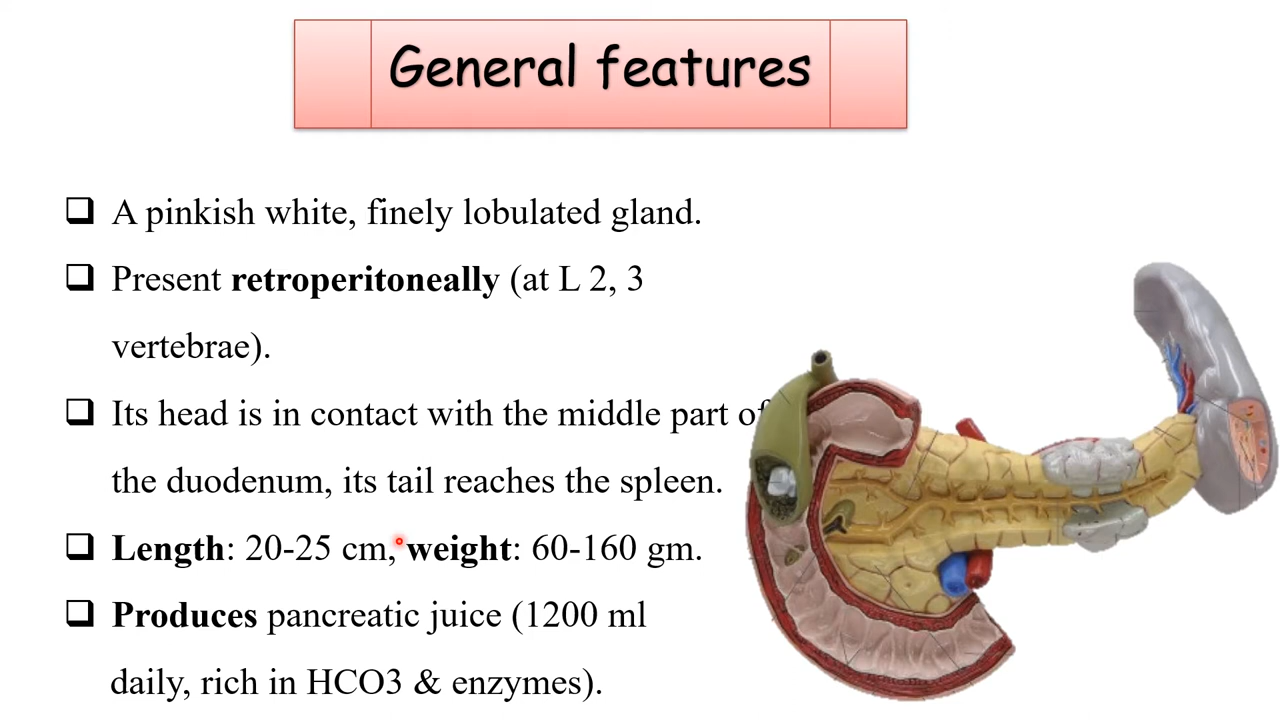 General features
❑ A pinkish white, finely lobulated gland.
❑ Present retroperitoneally (at L 2, 3
vertebrae).
❑ Its head is in contact with the middle part of
the duodenum, its tail reaches the spleen.
❑ Length: 20-25 cm, weight: 60-160 gm.
❑ Produces pancreatic juice (1200 ml
daily, rich in HCO3 & enzymes).